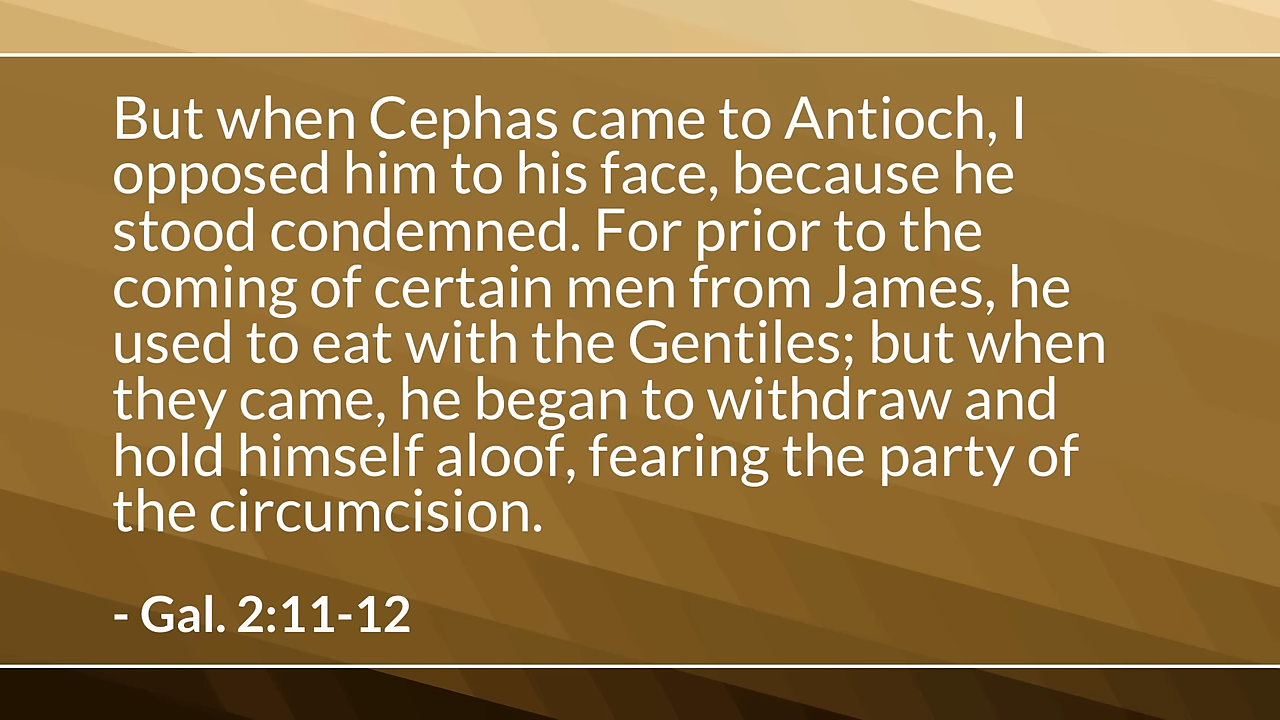 But when Cephas came to Antioch, I
opposed him to his face, because he
stood condemned. For prior to the
coming of certain men from James, he
used to eat with the Gentiles; but when
they came, he began to withdraw and
hold himself aloof, fearing the party of
the circumcision.
- Gal. 2:11-12